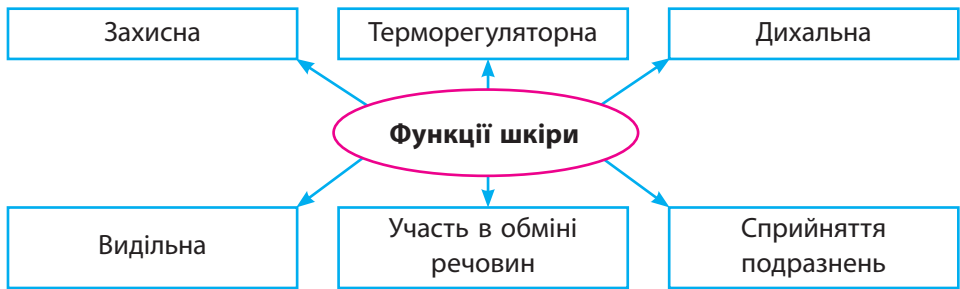 Захисна
Терморегуляторна
Дихальна
Функції шкіри
Видільна
Участь в обміні
речовин
Сприйняття
подразнень